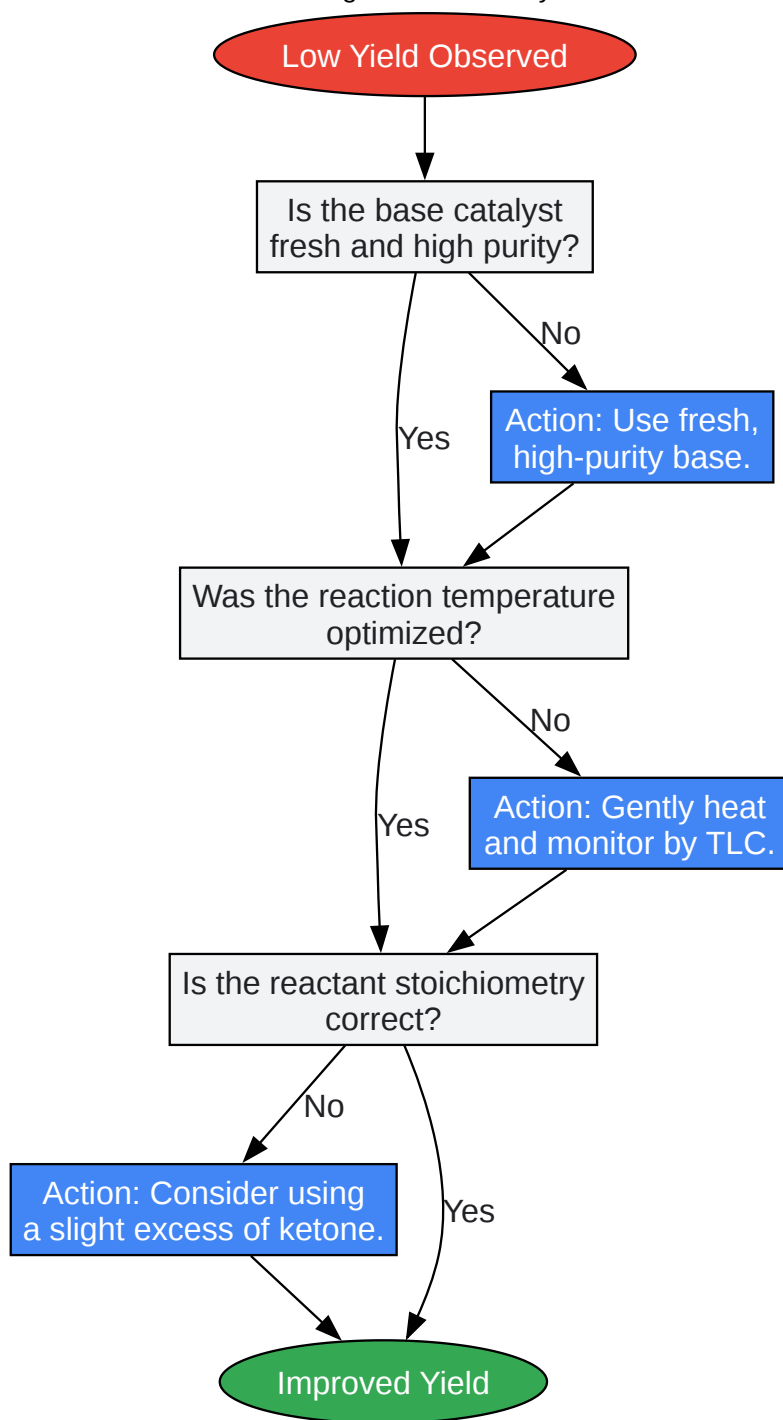 Low Yield Observed
Is the base catalyst
fresh and high purity?
No
Action: Use fresh,
high-purity base.
Yes
Was the reaction temperature
optimized?
No
Action: Gently heat
and monitor by TLC.
Yes
Is the reactant stoichiometry
correct?
No
Action: Consider using
a slight excess of ketone.
Yes
Improved Yield